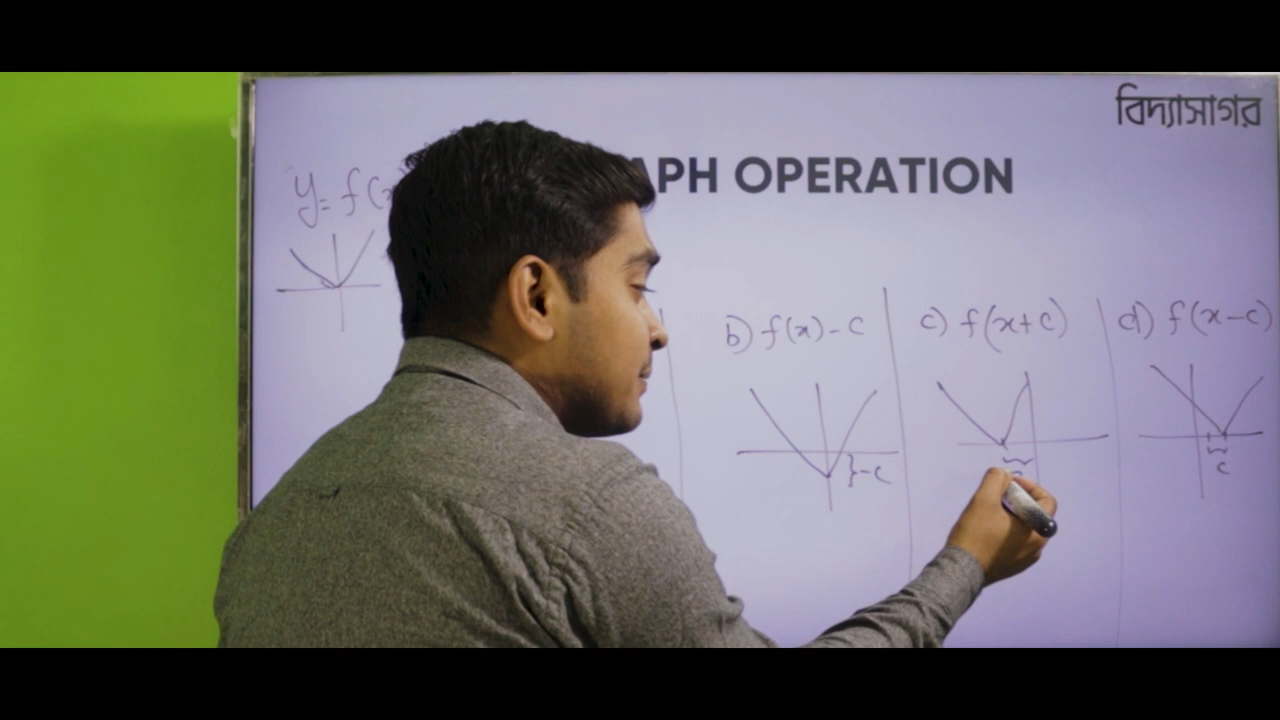 বিদ্যাসাগর
APH OPERATION
y = f(x
b) f(x) - c
c) f(x+c)
d) f(x-c)
}-c
c